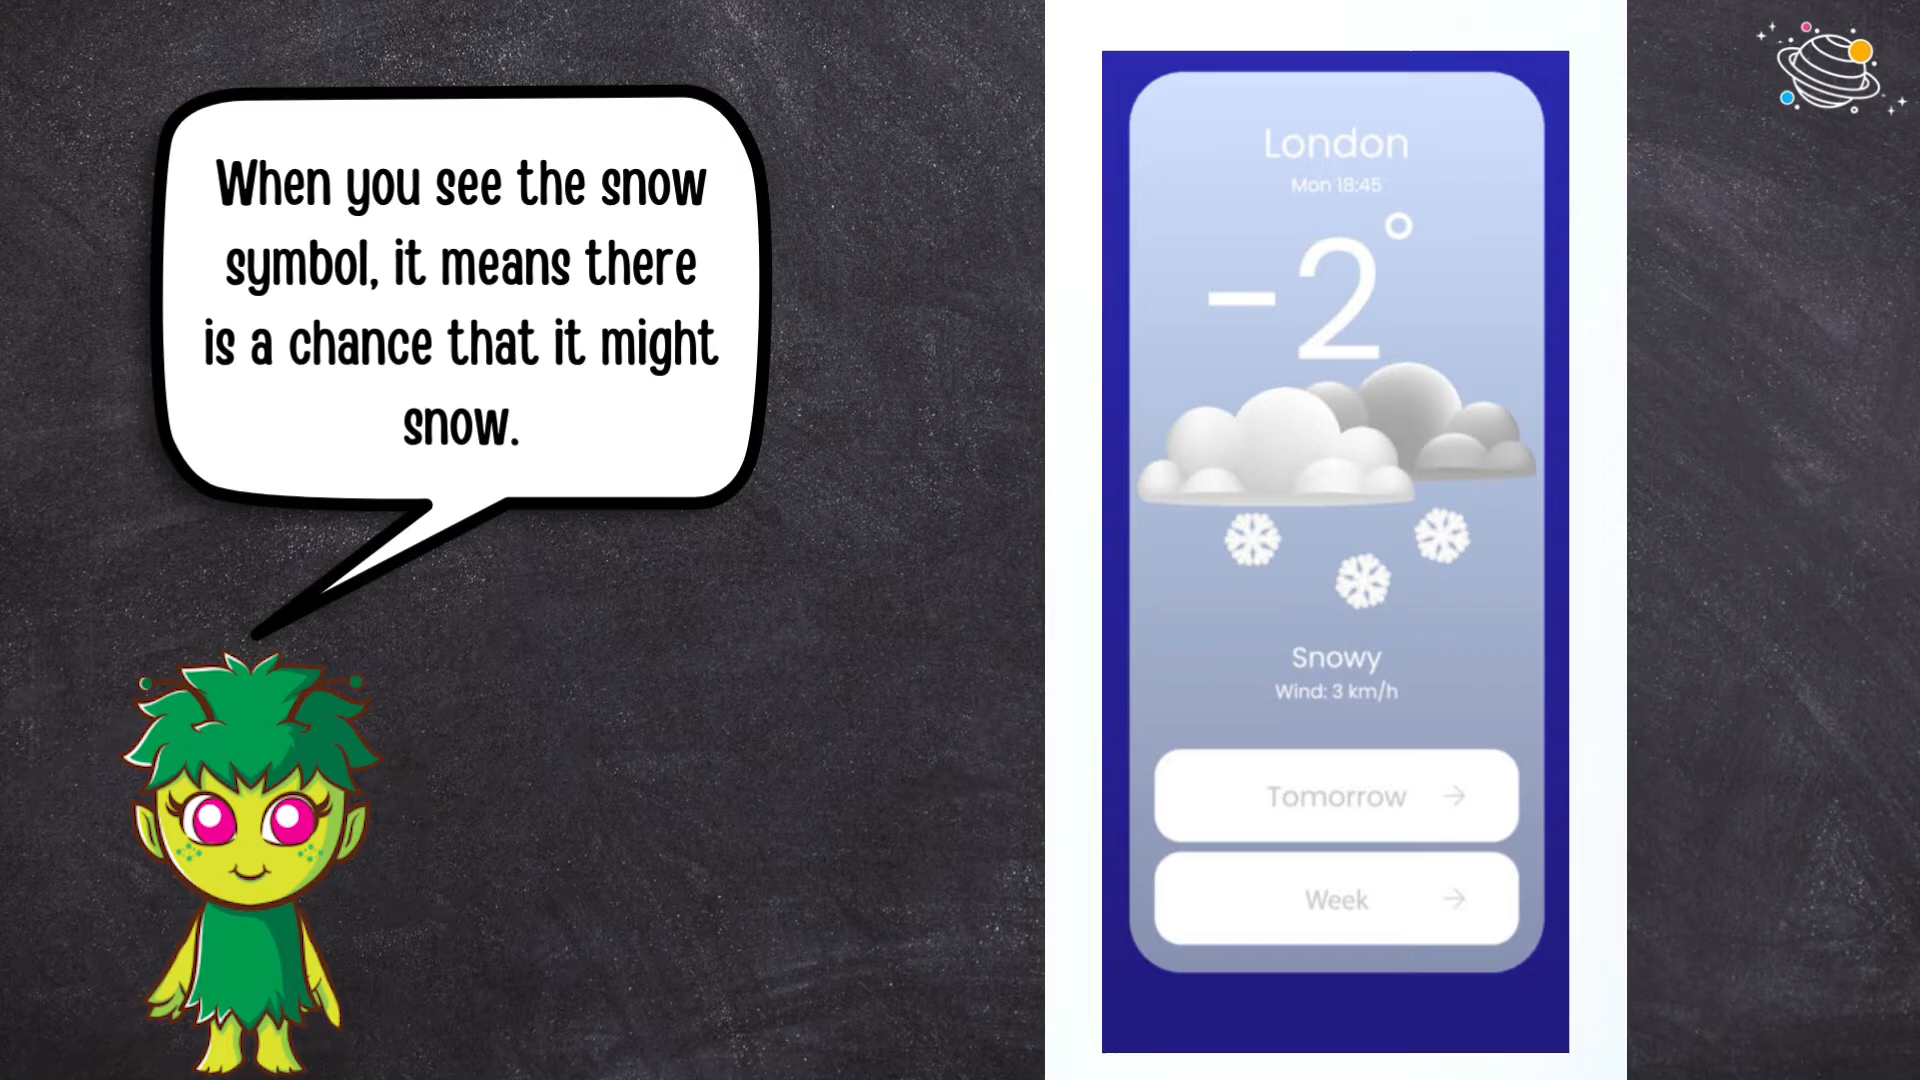 When you see the snow
symbol, it means there
is a chance that it might
snow.
London
Mon 18:45
-2°
Snowy
Wind: 3 km/h
Tomorrow →
Week →